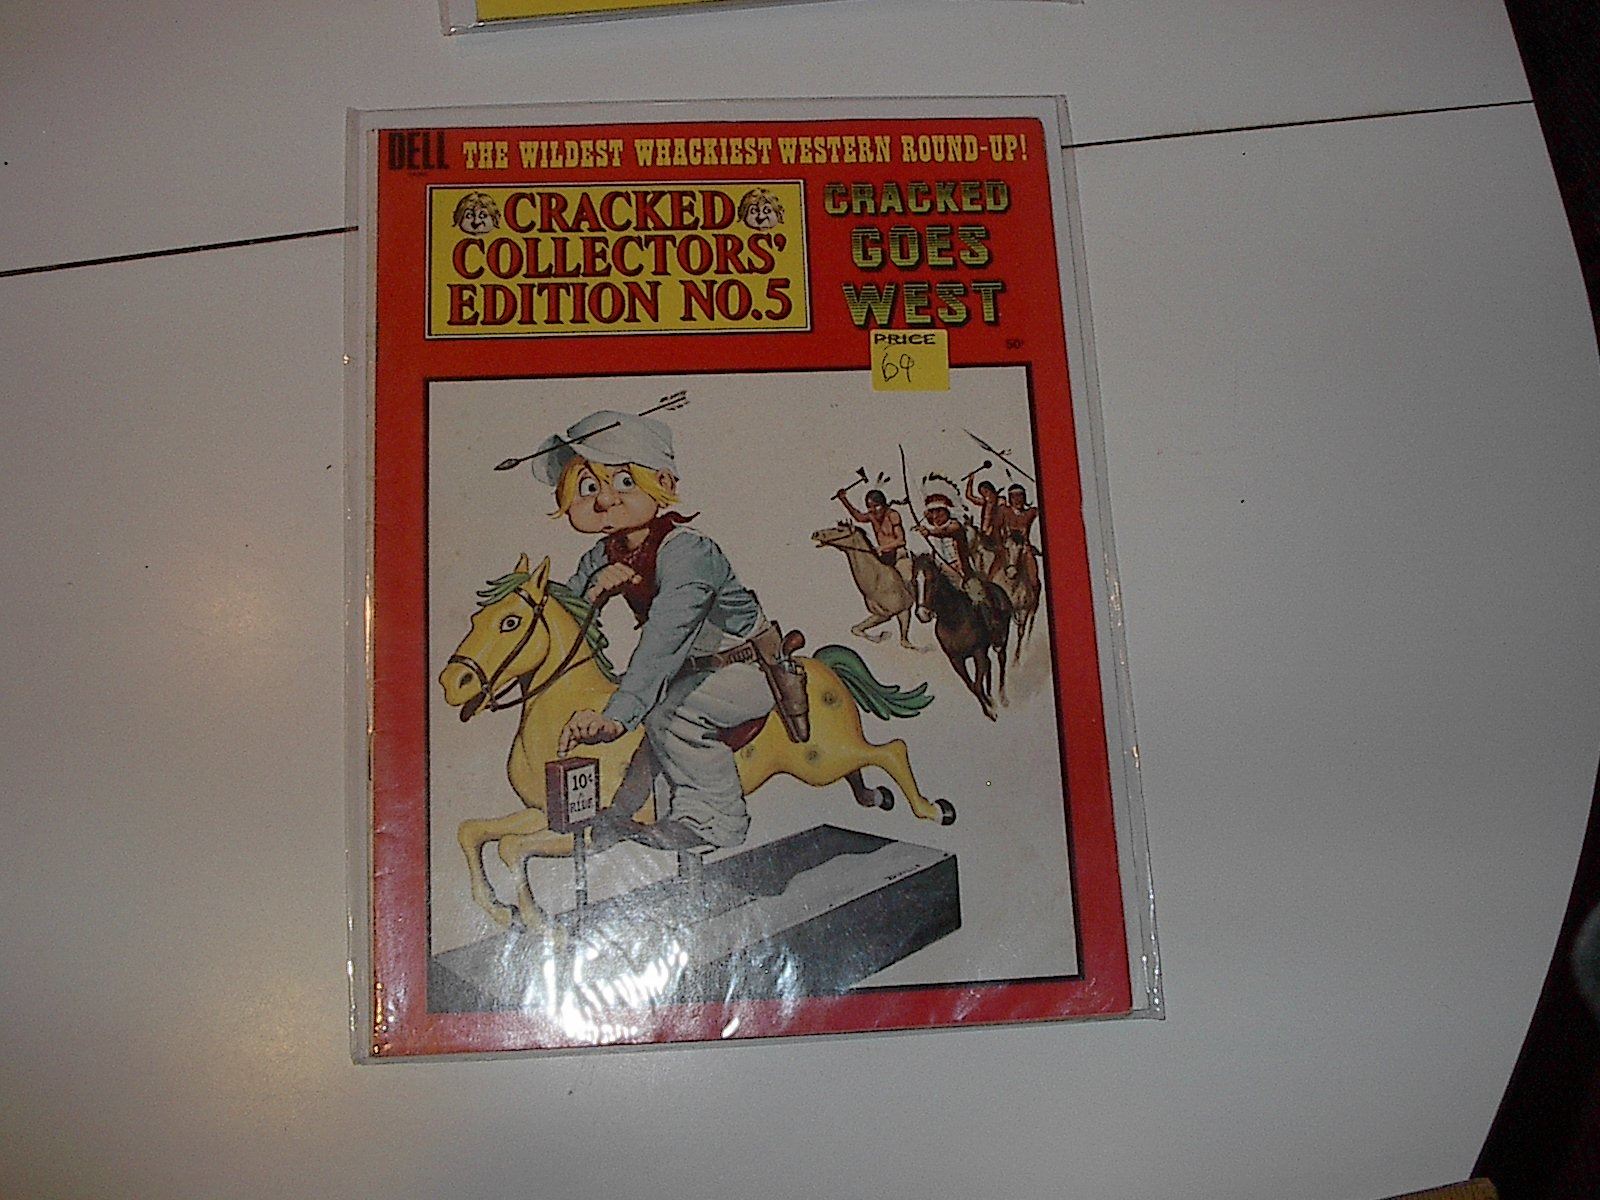 DELL
THE WILDEST WHACKIEST WESTERN ROUND-UP!
CRACKED
COLLECTORS'
EDITION NO.5
CRACKED
GOES
WEST
50¢
PRICE
69
10¢
A
RIDE